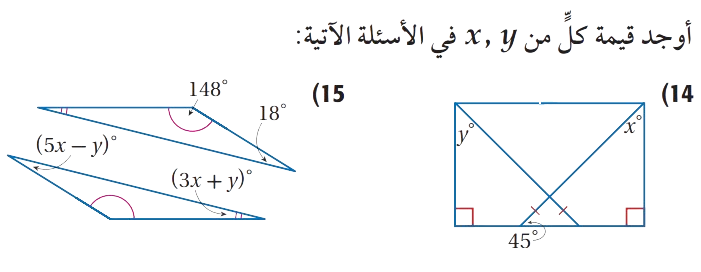 أوجد قيمة كلٍّ من x , y في الأسئلة الآتية:
(14
y°
x°
45°
(15
148°
18°
(5x − y)°
(3x + y)°